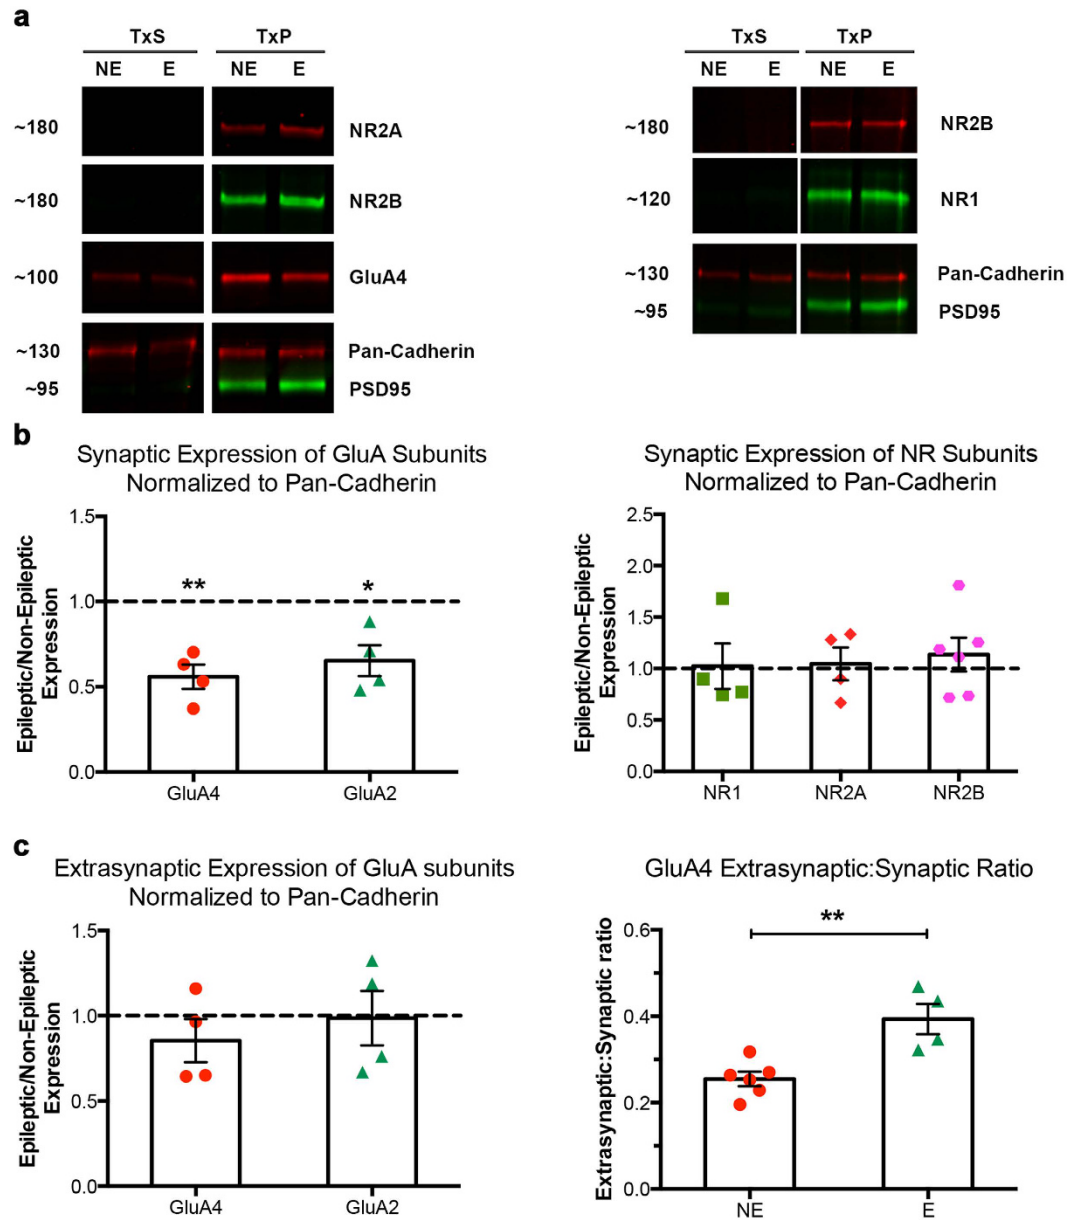 a
TxS TxP
NE E NE E
~180 NR2A
~180 NR2B
~100 GluA4
~130 Pan-Cadherin
~95 PSD95
TxS TxP
NE E NE E
~180 NR2B
~120 NR1
~130 Pan-Cadherin
~95 PSD95
b
Synaptic Expression of GluA Subunits
Normalized to Pan-Cadherin
Epileptic/Non-Epileptic
Expression
1.5
1.0
0.5
0.0
**
*
GluA4 GluA2
Synaptic Expression of NR Subunits
Normalized to Pan-Cadherin
Epileptic/Non-Epileptic
Expression
2.5
2.0
1.5
1.0
0.5
0.0
NR1 NR2A NR2B
c
Extrasynaptic Expression of GluA subunits
Normalized to Pan-Cadherin
Epileptic/Non-Epileptic
Expression
1.5
1.0
0.5
0.0
GluA4 GluA2
GluA4 Extrasynaptic:Synaptic Ratio
Extrasynaptic:Synaptic ratio
0.6
0.4
0.2
0.0
**
NE E